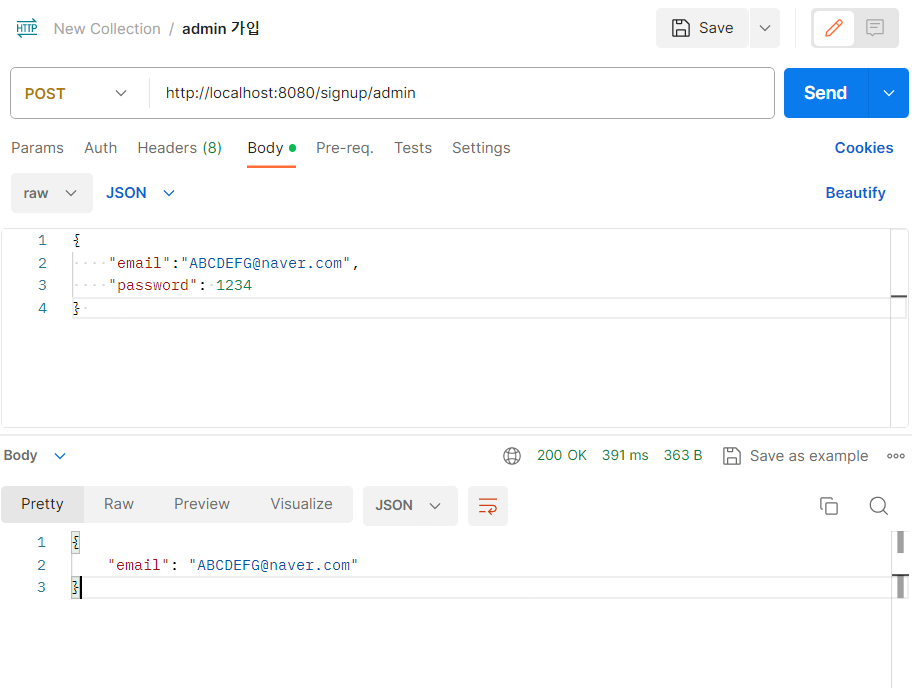 HTTP New Collection / admin 가입 Save
POST http://localhost:8080/signup/admin Send
Params Auth Headers (8) Body Pre-req. Tests Settings Cookies
raw JSON Beautify
1 {
2 "email":"ABCDEFG@naver.com",
3 "password": 1234
4 }
Body 200 OK 391 ms 363 B Save as example
Pretty Raw Preview Visualize JSON
1 {
2 "email": "ABCDEFG@naver.com"
3 }